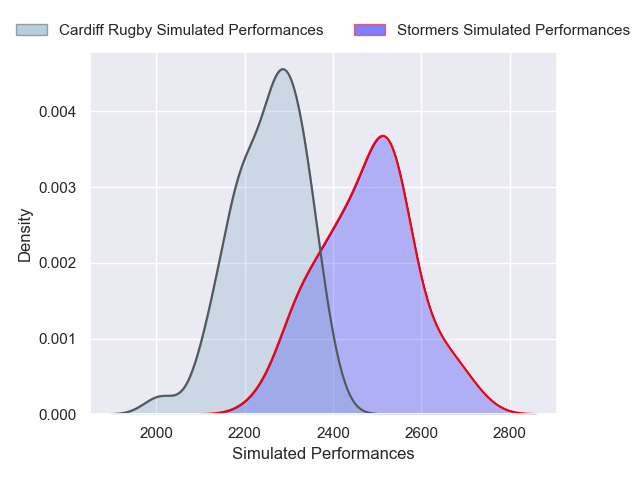 Cardiff Rugby Simulated Performances
Stormers Simulated Performances
0.004
0.003
0.002
0.001
0.000
Density
2000
2200
2400
2600
2800
Simulated Performances